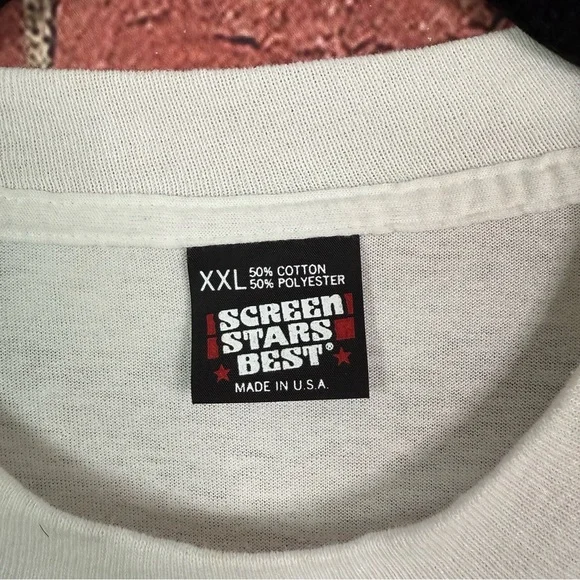 XXL 50% COTTON
50% POLYESTER
SCREEN
STARS
BEST®
MADE IN U.S.A.